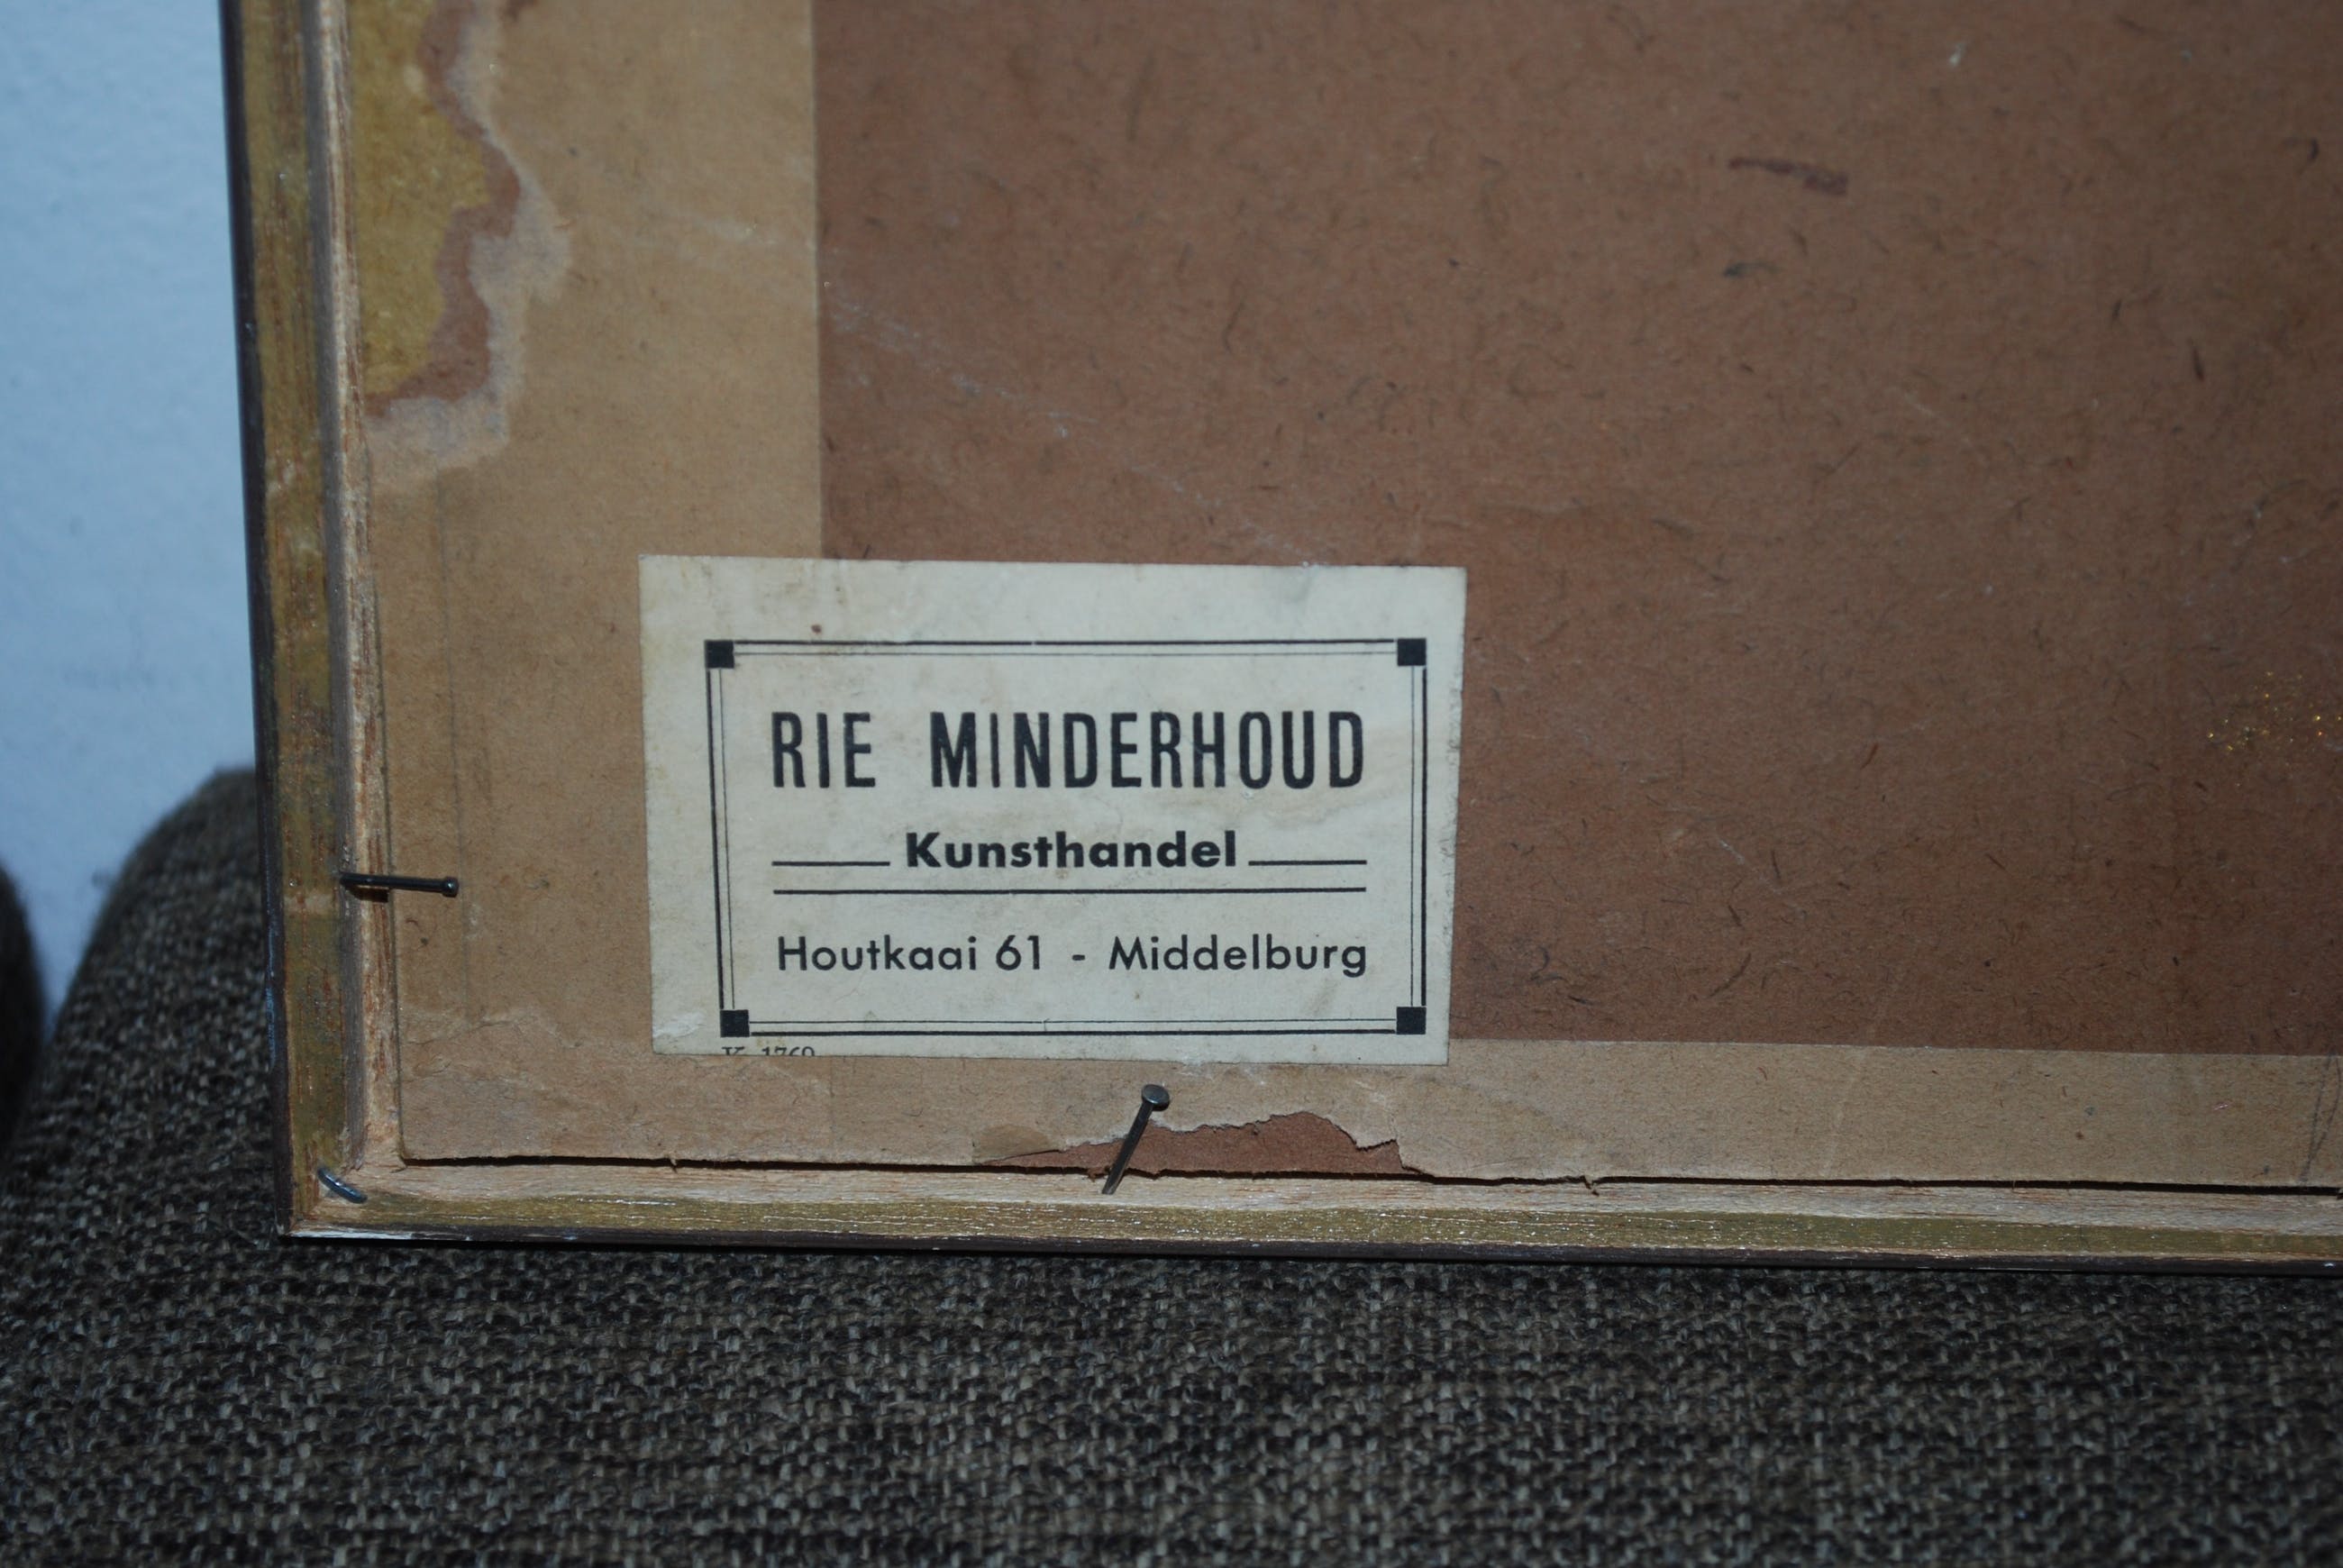 RIE MINDERHOUD
Kunsthandel
Houtkaai 61 - Middelburg